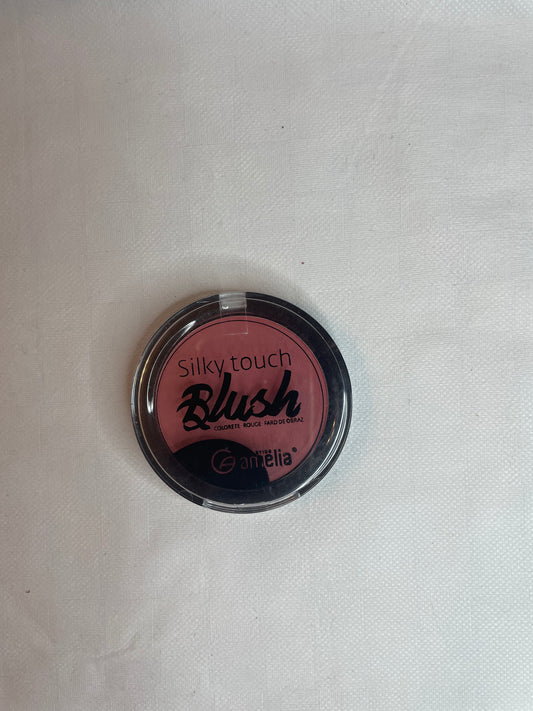 Silky touch
Blush
COLORETE ROUGE FARD DE OBRAZ
amelia®